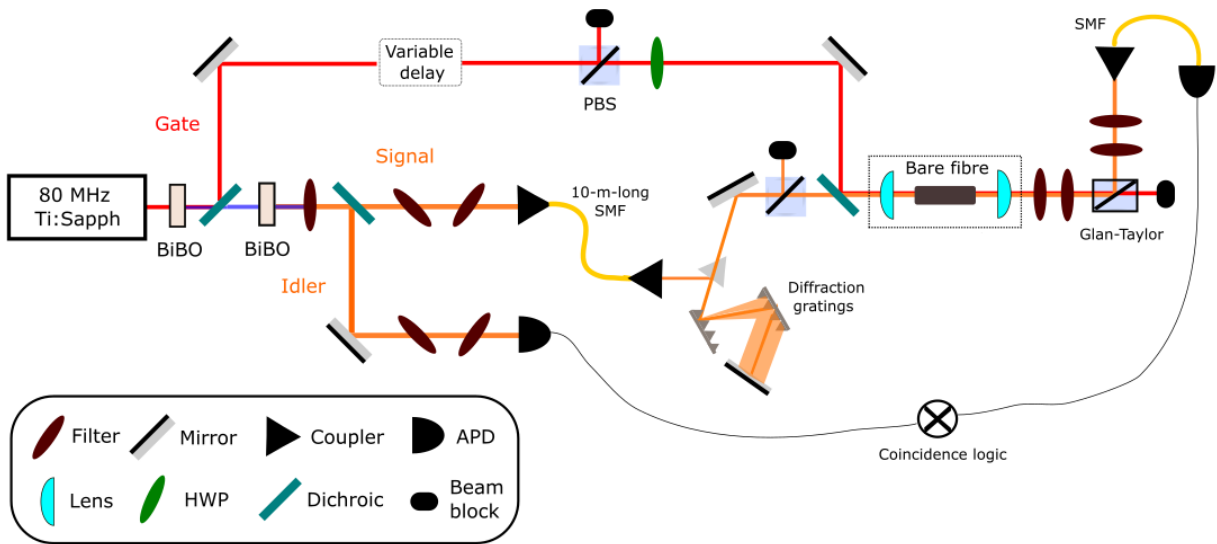 SMF
Variable
delay
PBS
Gate
Signal
Bare fibre
10-m-long
SMF
80 MHz
Ti:Sapph
BiBO
BiBO
Glan-Taylor
Idler
Diffraction
gratings
Filter
Mirror
Coupler
APD
Coincidence logic
Lens
HWP
Dichroic
Beam
block